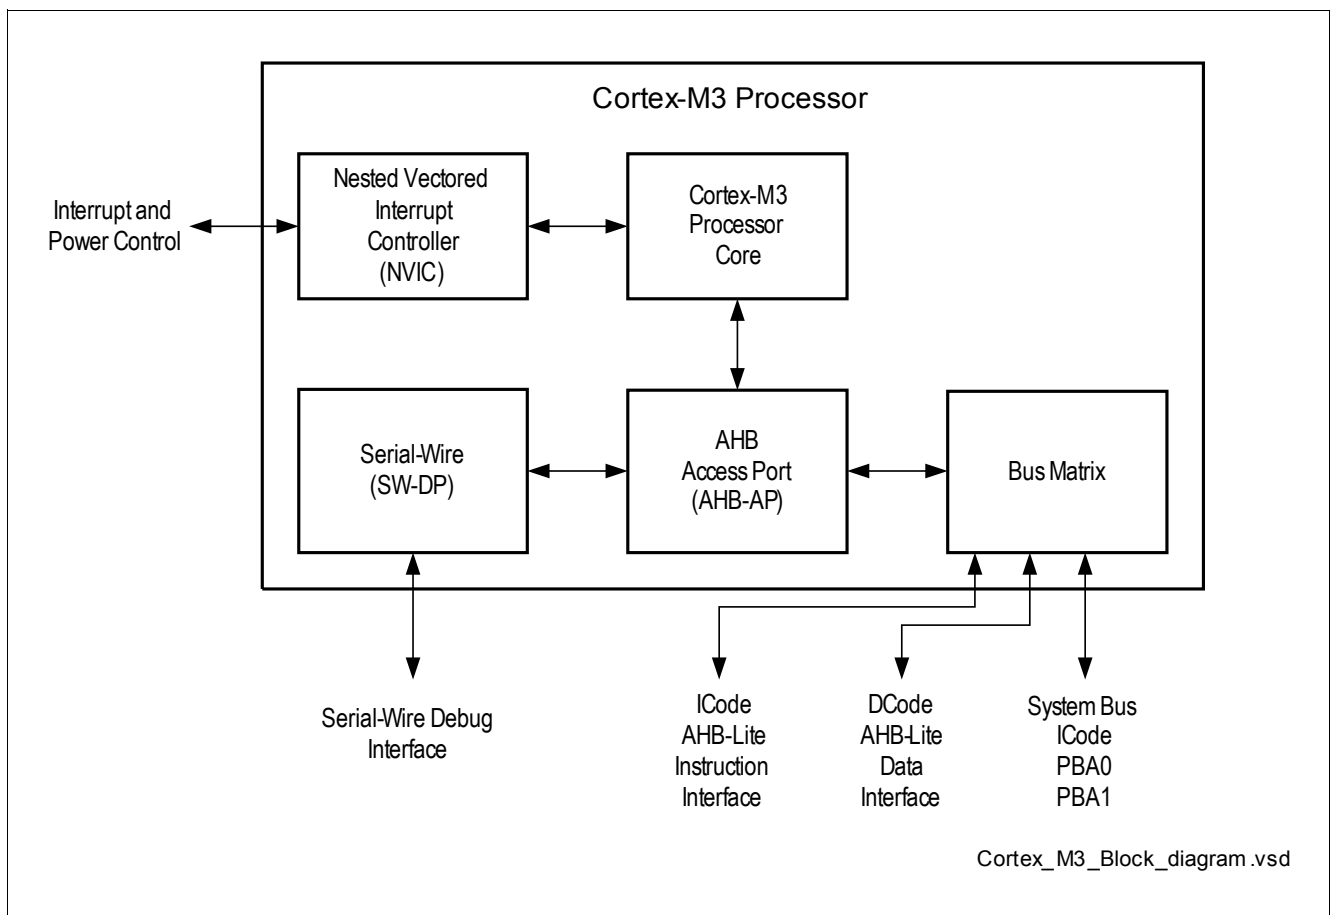 Cortex-M3 Processor
Nested Vectored
Interrupt
Controller
(NVIC)
Cortex-M3
Processor
Core
Interrupt and
Power Control
Serial-Wire
(SW-DP)
AHB
Access Port
(AHB-AP)
Bus Matrix
Serial-Wire Debug
Interface
ICode
AHB-Lite
Instruction
Interface
DCode
AHB-Lite
Data
Interface
System Bus
ICode
PBA0
PBA1
Cortex_M3_Block_diagram.vsd